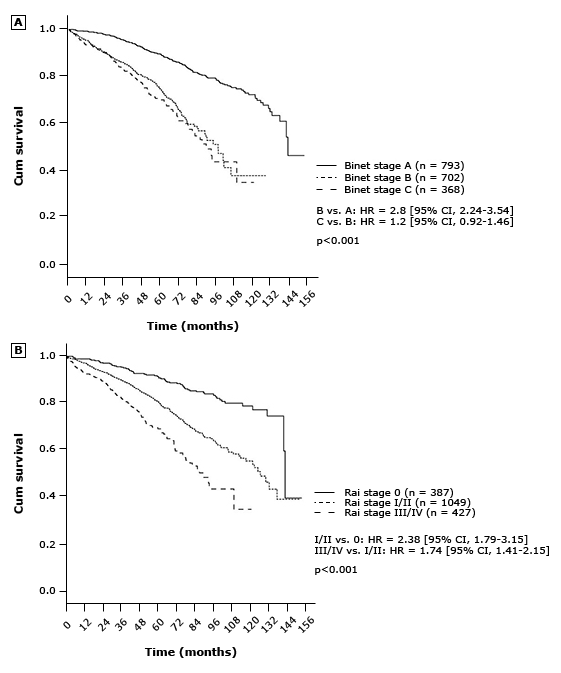 A
1.0
0.8
0.6
0.4
0.2
0.0
Cum survival
Binet stage A (n = 793)
Binet stage B (n = 702)
Binet stage C (n = 368)
B vs. A: HR = 2.8 [95% CI, 2.24-3.54]
C vs. B: HR = 1.2 [95% CI, 0.92-1.46]
p<0.001
0 12 24 36 48 60 72 84 96 108 120 132 144 156
Time (months)
B
1.0
0.8
0.6
0.4
0.2
0.0
Cum survival
Rai stage 0 (n = 387)
Rai stage I/II (n = 1049)
Rai stage III/IV (n = 427)
I/II vs. 0: HR = 2.38 [95% CI, 1.79-3.15]
III/IV vs. I/II: HR = 1.74 [95% CI, 1.41-2.15]
p<0.001
0 12 24 36 48 60 72 84 96 108 120 132 144 156
Time (months)